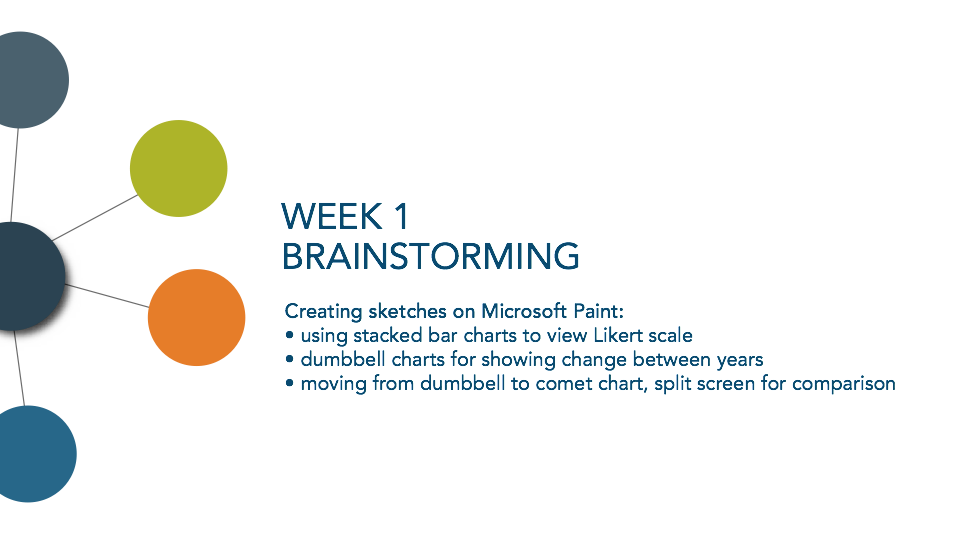 WEEK 1
BRAINSTORMING
Creating sketches on Microsoft Paint:
• using stacked bar charts to view Likert scale
• dumbbell charts for showing change between years
• moving from dumbbell to comet chart, split screen for comparison